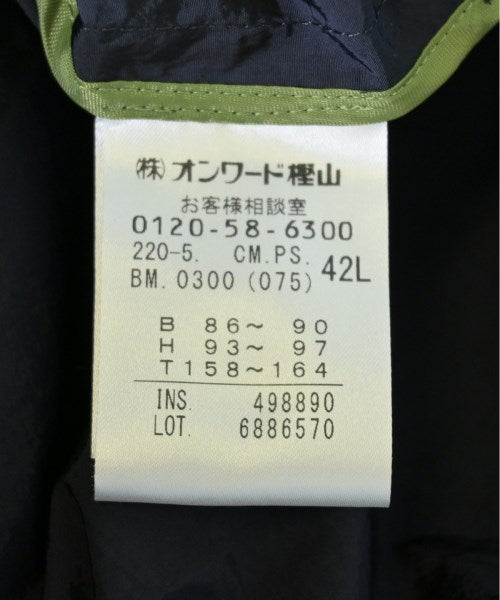 ㈱オンワード樫山
お客様相談室
0120-58-6300
220-5. CM.PS. 42L
BM. 0300 (075)
B 86～ 90
H 93～ 97
T158～164
INS. 498890
LOT. 6886570